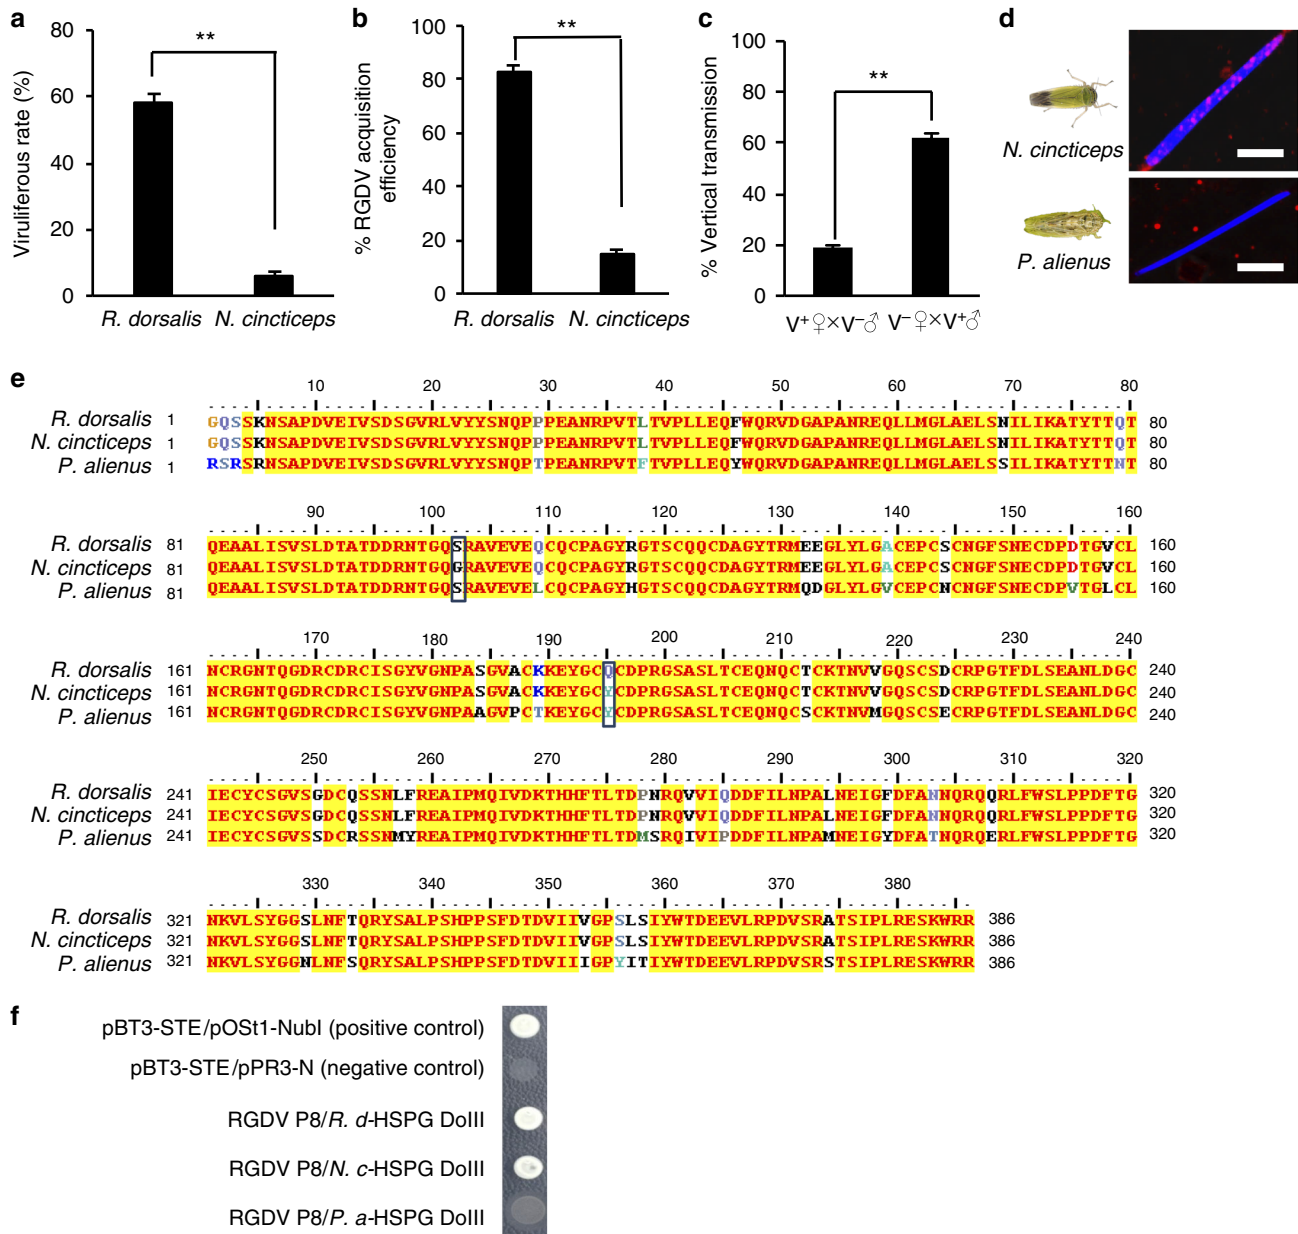 a
b
c
d
80
60
40
20
0
Viruliferous rate (%)
**
R. dorsalis
N. cincticeps
100
80
60
40
20
0
% RGDV acquisition
efficiency
**
R. dorsalis
N. cincticeps
100
80
60
40
20
0
% Vertical transmission
**
V+♀×V−♂
V−♀×V+♂
N. cincticeps
P. alienus
e
10 20 30 40 50 60 70 80
R. dorsalis 1 GQSSKNSAPDVEIVSDSGVRLVYYSNQPPPEANRPVTLTVPLLEQFWQRVDGAPANREQLLMGLAELSNILIKATYTTQT 80
N. cincticeps 1 GQSSKNSAPDVEIVSDSGVRLVYYSNQPPPEANRPVTLTVPLLEQFWQRVDGAPANREQLLMGLAELSNILIKATYTTQT 80
P. alienus 1 RSRSRNSAPDVEIVSDSGVRLVYYSNQPTPEANRPVTFTVPLLEQYWQRVDGAPANREQLLMGLAELSSILIKATYTTNT 80
90 100 110 120 130 140 150 160
R. dorsalis 81 QEAALISVSLDTATDDRNTGQSRAVEVEQCQCPAGYRGTSCQQCDAGYTRMEEGLYLGACEPCSCNGFSNECDPDTGVCL 160
N. cincticeps 81 QEAALISVSLDTATDDRNTGQGRAVEVEQCQCPAGYRGTSCQQCDAGYTRMEEGLYLGACEPCSCNGFSNECDPDTGVCL 160
P. alienus 81 QEAALISVSLDTATDDRNTGQSRAVEVELCQCPAGYHGTSCQQCDAGYTRMQDGLYLGVCEPCNCNGFSNECDPVTGLCL 160
170 180 190 200 210 220 230 240
R. dorsalis 161 NCRGNTQGDRCDRCISGYVGNPASGVACKKEYGCQCDPRGSASLTCEQNQCTCKTNVVGQSCSDCRPGTFDLSEANLDGC 240
N. cincticeps 161 NCRGNTQGDRCDRCISGYVGNPASGVACKKEYGCYCDPRGSASLTCEQNQCTCKTNVVGQSCSDCRPGTFDLSEANLDGC 240
P. alienus 161 NCRGNTQGDRCDRCISGYVGNPAAGVPCTKEYGCYCDPRGSASLTCEQNQCSCKTNVMGQSCSECRPGTFDLSEANLDGC 240
250 260 270 280 290 300 310 320
R. dorsalis 241 IECYCSGVSGDCQSSNLFREAIPMQIVDKTHHFTLTDPNRQVVIQDDFILNPALNEIGFDFANNQRQQRLFWSLPPDFTG 320
N. cincticeps 241 IECYCSGVSGDCQSSNLFREAIPMQIVDKTHHFTLTDPNRQVVIQDDFILNPALNEIGFDFANNQRQQRLFWSLPPDFTG 320
P. alienus 241 IECYCSGVSSDCRSSNMYREAIPMQIVDKTHHFTLTDMSRQIVIPDDFILNPAMNEIGYDFATNQRQERLFWSLPPDFTG 320
330 340 350 360 370 380
R. dorsalis 321 NKVLSYGGSLNFTQRYSALPSHPPSFDTDVIIVGPSLSIYWTDEEVLRPDVSRATSIPLRESKWRR 386
N. cincticeps 321 NKVLSYGGSLNFTQRYSALPSHPPSFDTDVIIVGPSLSIYWTDEEVLRPDVSRATSIPLRESKWRR 386
P. alienus 321 NKVLSYGGNLNFSQRYSALPSHPPSFDTDVIIIGPYITIYWTDEEVLRPDVSRSTSIPLRESKWRR 386
f
pBT3-STE/pOSt1-NubI (positive control)
pBT3-STE/pPR3-N (negative control)
RGDV P8/R. d-HSPG DoIII
RGDV P8/N. c-HSPG DoIII
RGDV P8/P. a-HSPG DoIII